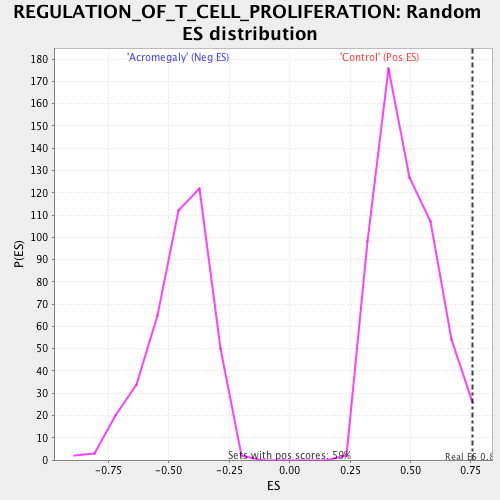 REGULATION_OF_T_CELL_PROLIFERATION: Random
ES distribution
'Acromegaly' (Neg ES)
'Control' (Pos ES)
180
170
160
150
140
130
120
110
100
90
80
70
60
50
40
30
20
10
0
P(ES)
Sets with pos scores: 59%
Real ES 0.8
-0.75 -0.50 -0.25 0.00 0.25 0.50 0.75
ES